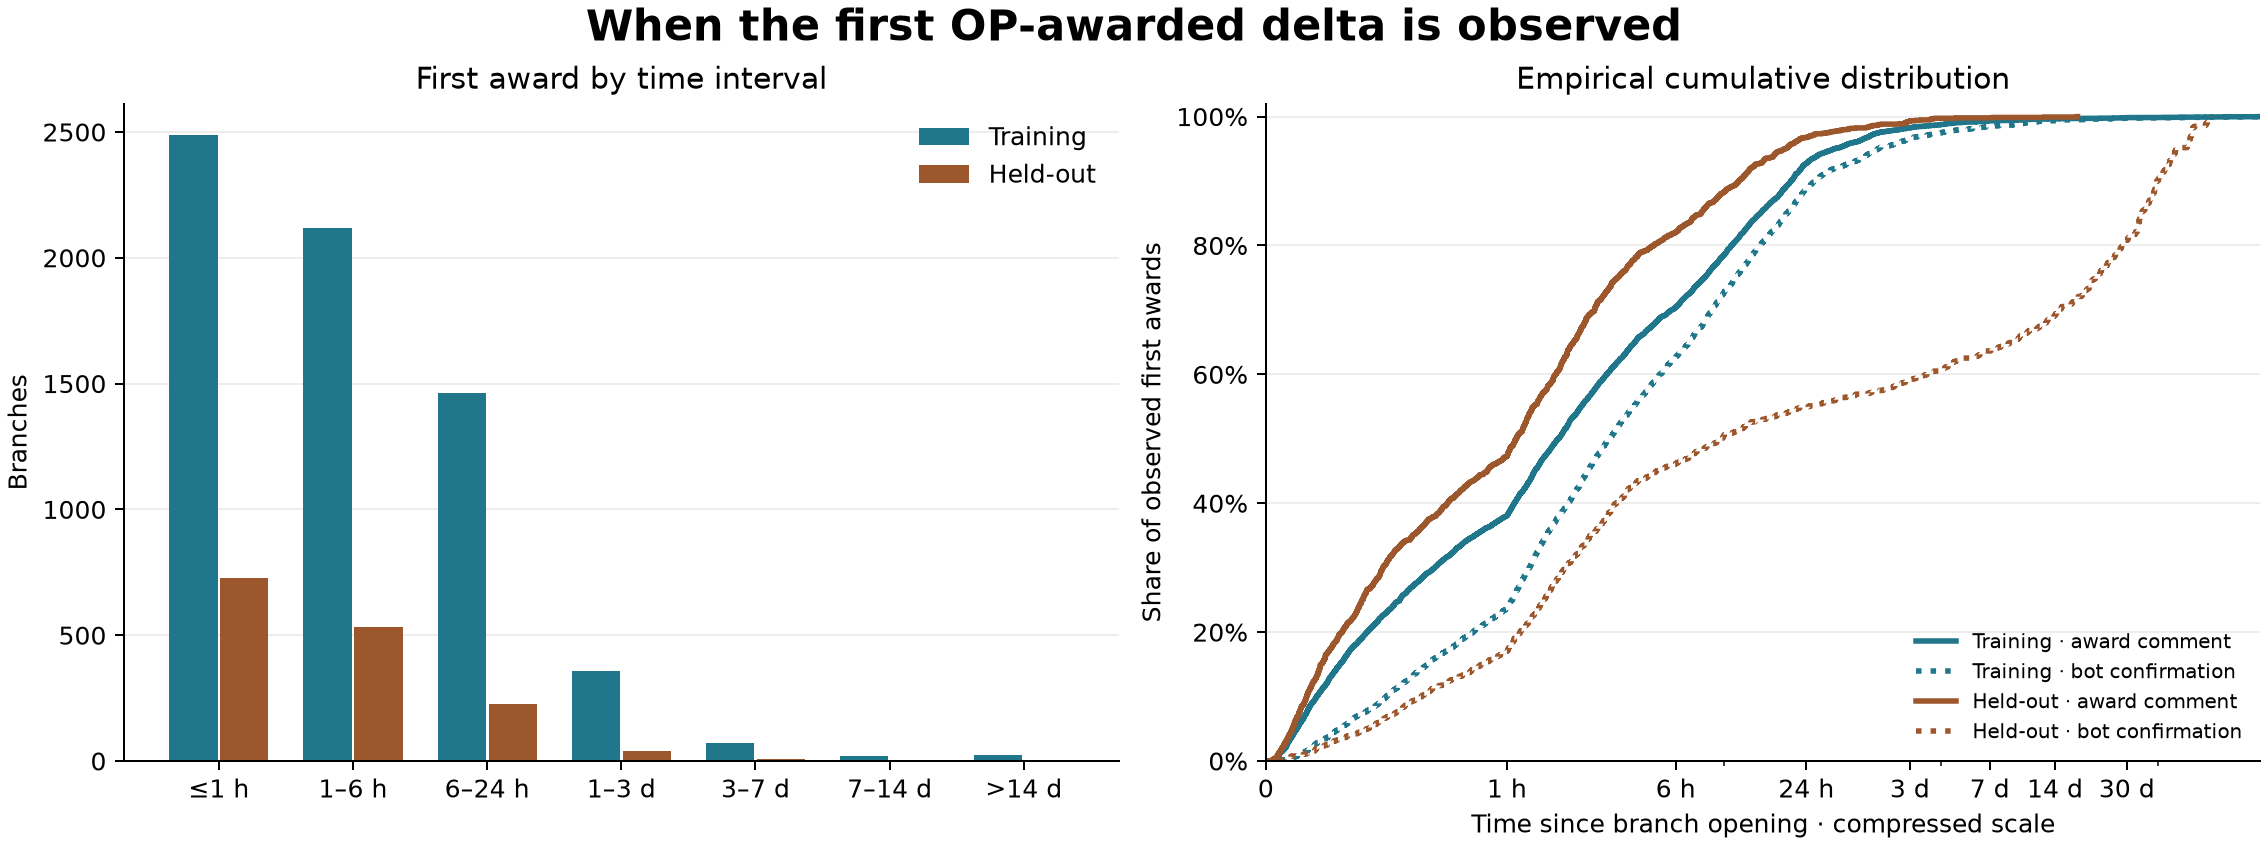 When the first OP-awarded delta is observed
First award by time interval
Branches
2500
2000
1500
1000
500
0
≤1 h
1–6 h
6–24 h
1–3 d
3–7 d
7–14 d
>14 d
Training
Held-out
Empirical cumulative distribution
Share of observed first awards
100%
80%
60%
40%
20%
0%
0
1 h
6 h
24 h
3 d
7 d
14 d
30 d
Time since branch opening · compressed scale
Training · award comment
Training · bot confirmation
Held-out · award comment
Held-out · bot confirmation